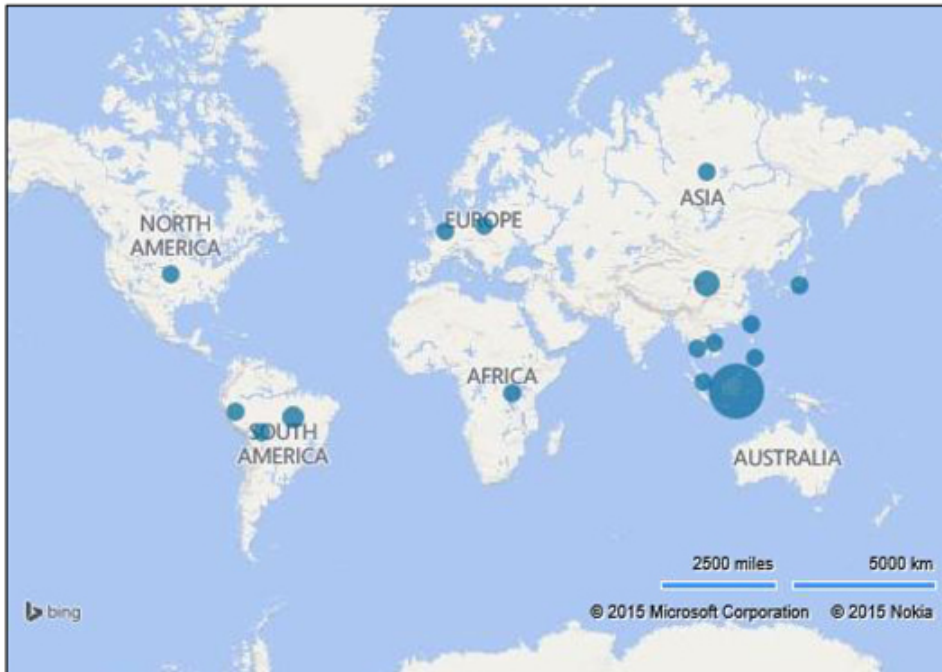 NORTH
AMERICA
EUROPE
ASIA
AFRICA
SOUTH
AMERICA
AUSTRALIA
2500 miles 5000 km
bing © 2015 Microsoft Corporation © 2015 Nokia